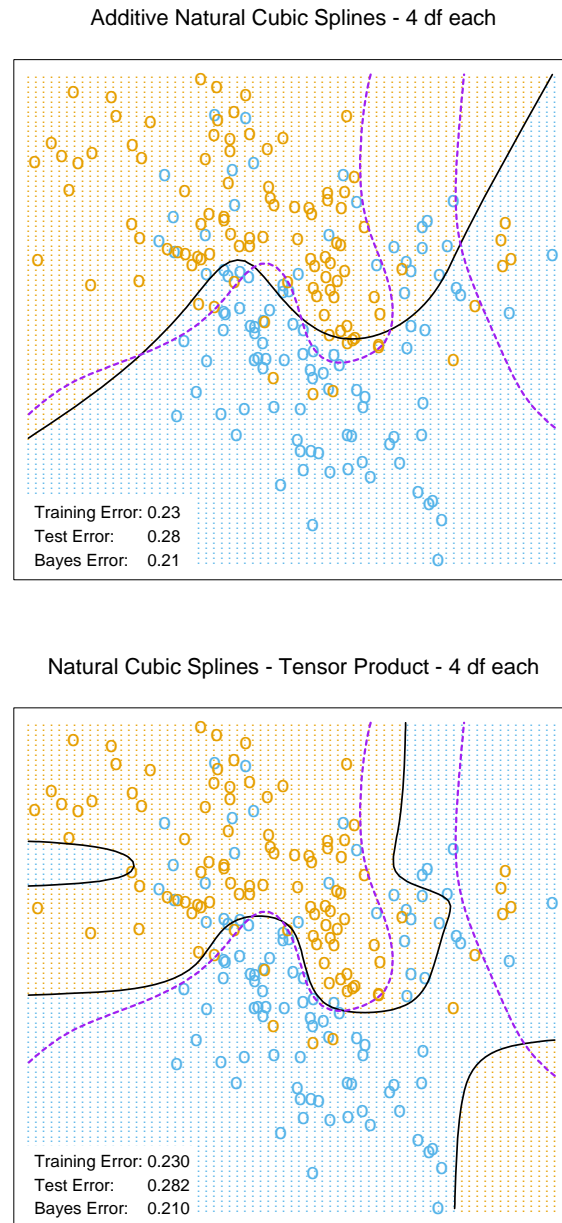 Additive Natural Cubic Splines - 4 df each
Training Error: 0.23
Test Error: 0.28
Bayes Error: 0.21
Natural Cubic Splines - Tensor Product - 4 df each
Training Error: 0.230
Test Error: 0.282
Bayes Error: 0.210